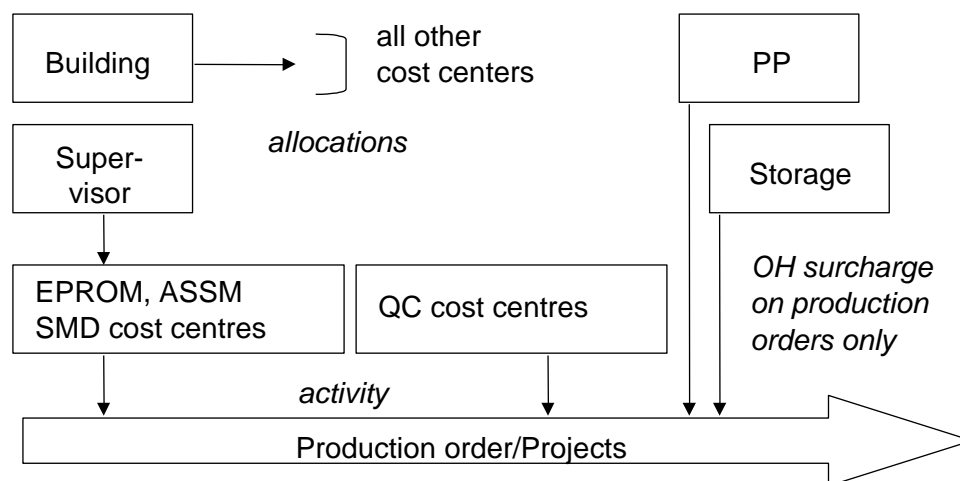 Building
all other
cost centers
PP
allocations
Super-
visor
Storage
EPROM, ASSM
SMD cost centres
QC cost centres
OH surcharge
on production
orders only
activity
Production order/Projects